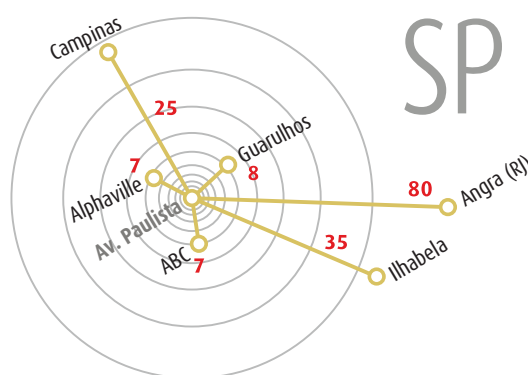 SP
Campinas
25
Guarulhos
8
7
Alphaville
Av. Paulista
80
Angra (RJ)
35
Ilhabela
ABC
7